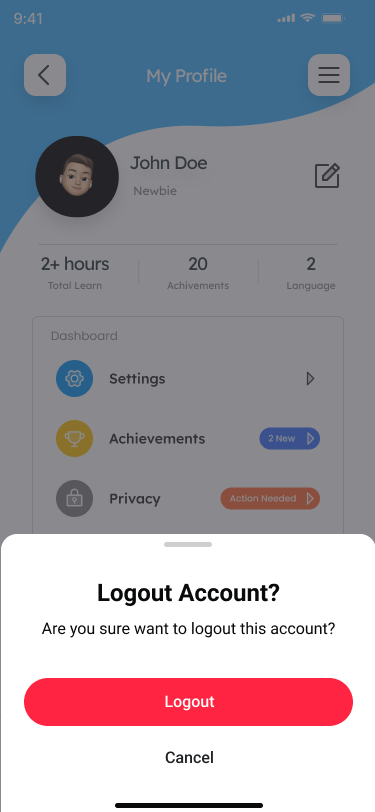 9:41
My Profile
John Doe
Newbie
2+ hours
Total Learn
20
Achivements
2
Language
Dashboard
Settings
Achievements
2 New
Privacy
Action Needed
Logout Account?
Are you sure want to logout this account?
Logout
Cancel